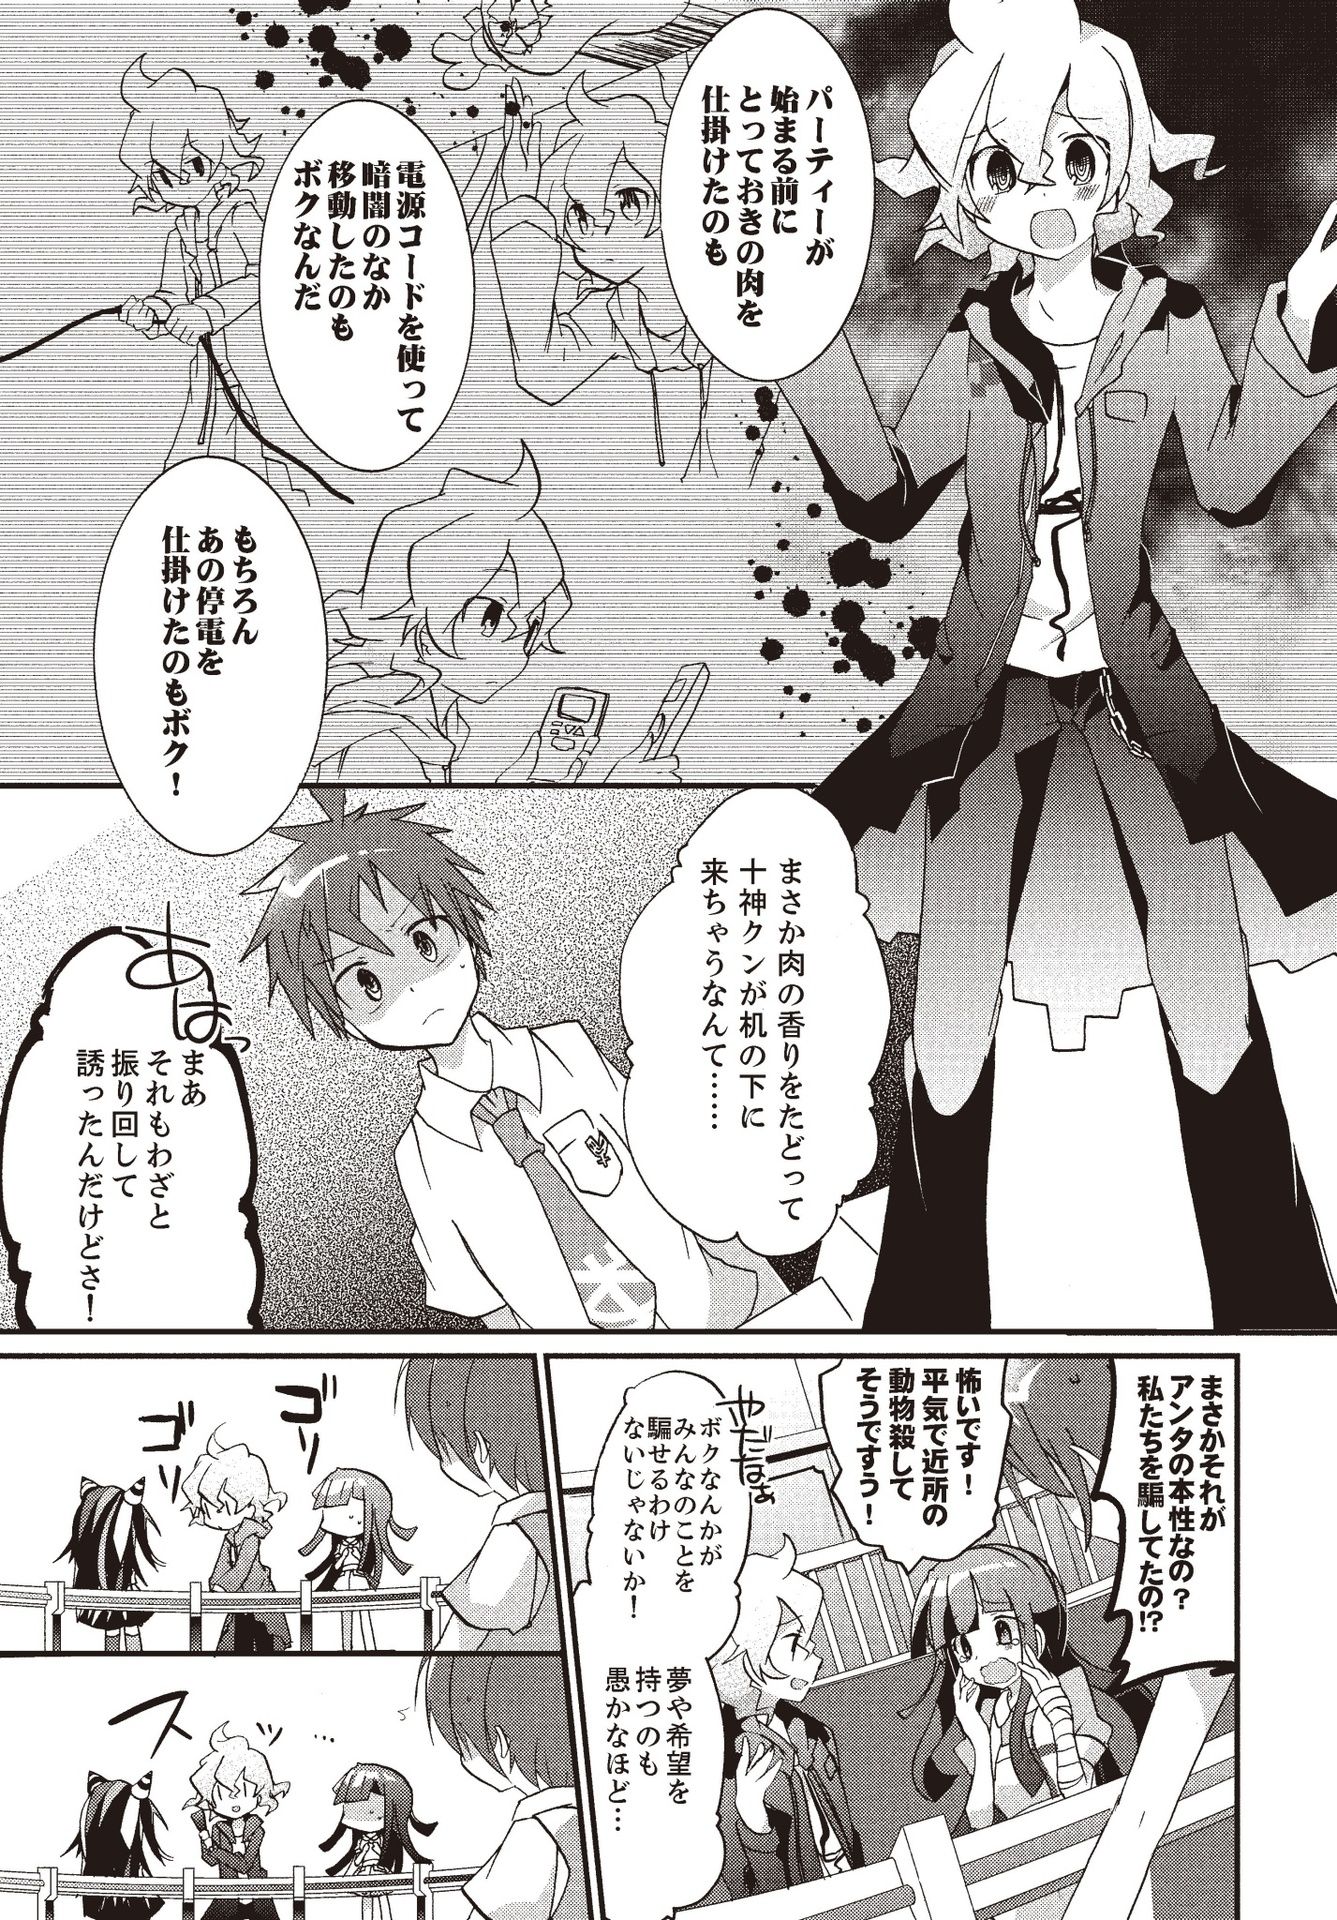 パーティーが
始まる前に
とっておきの肉を
仕掛けたのも
電源コードを使って
暗闇のなか
移動したのも
ボクなんだ
もちろん
あの停電を
仕掛けたのもボク！
まさか肉の香りをたどって
十神クンが机の下に
来ちゃうなんて……
あはっ
まあ
それもわざと
振り回して
誘ったんだけどさ！
まさかそれが
アンタの本性なの？
私たちを騙してたの!?
怖いです！
平気で近所の
動物殺して
そうですぅ！
やだなぁ
ボクなんかが
みんなのことを
騙せるわけ
ないじゃないか！
夢や希望を
持つのも
愚かなほど…
ゴソ
ゴソ
スッ